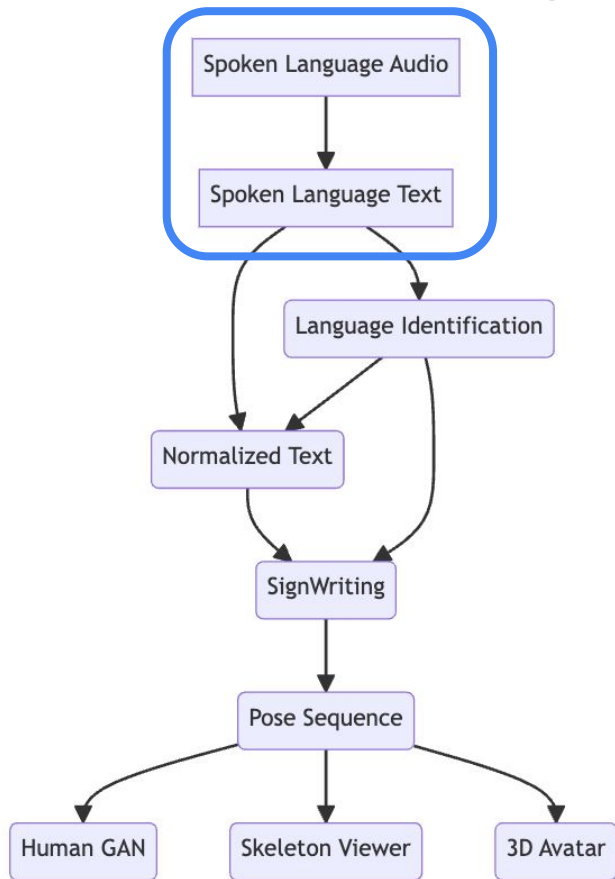 Spoken Language Audio
Spoken Language Text
Language Identification
Normalized Text
SignWriting
Pose Sequence
Human GAN
Skeleton Viewer
3D Avatar